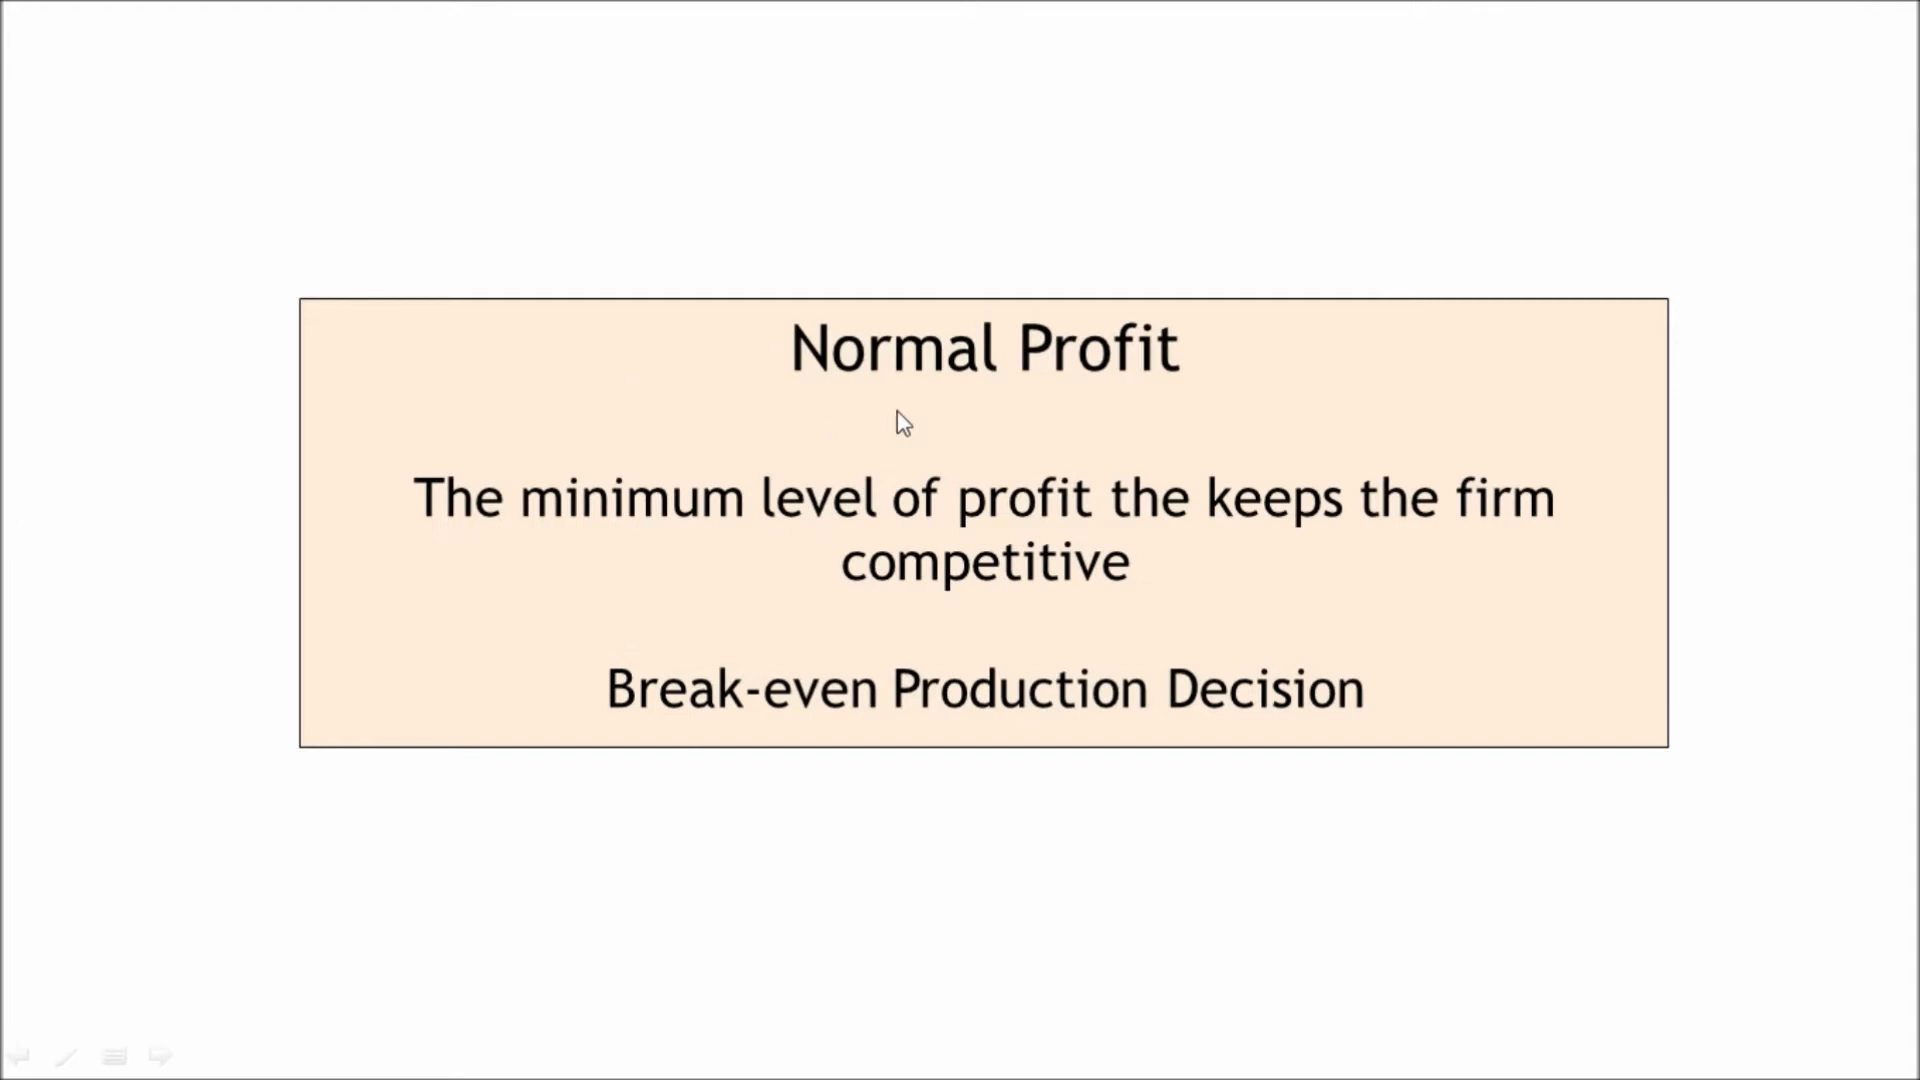 Normal Profit
The minimum level of profit the keeps the firm
competitive
Break-even Production Decision